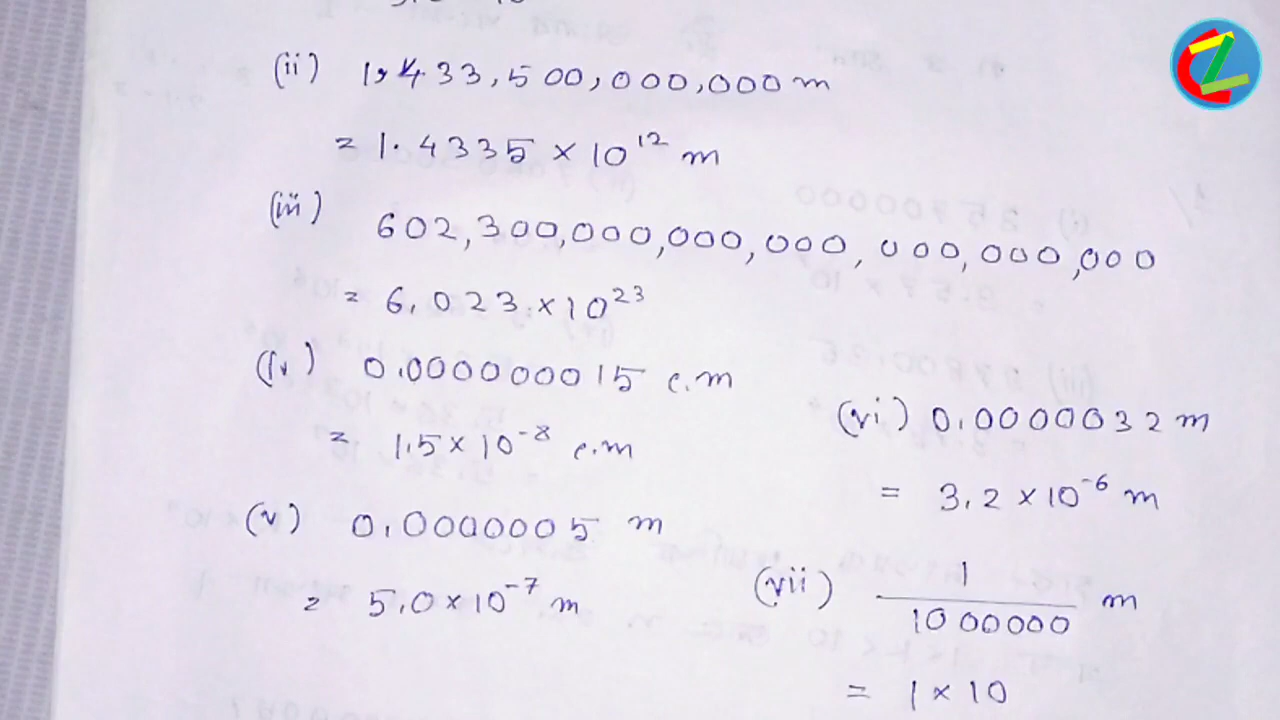 (ii) 1,433,500,000,000 m
= 1.4335 × 10¹² m
(iii) 602,300,000,000,000,000,000,000
= 6.023 × 10²³
(iv) 0.000000015 c.m
= 1.5 × 10⁻⁸ c.m
(v) 0.0000005 m
= 5.0 × 10⁻⁷ m
(vi) 0.0000032 m
= 3.2 × 10⁻⁶ m
(vii) 1/1000000 m
= 1 × 10